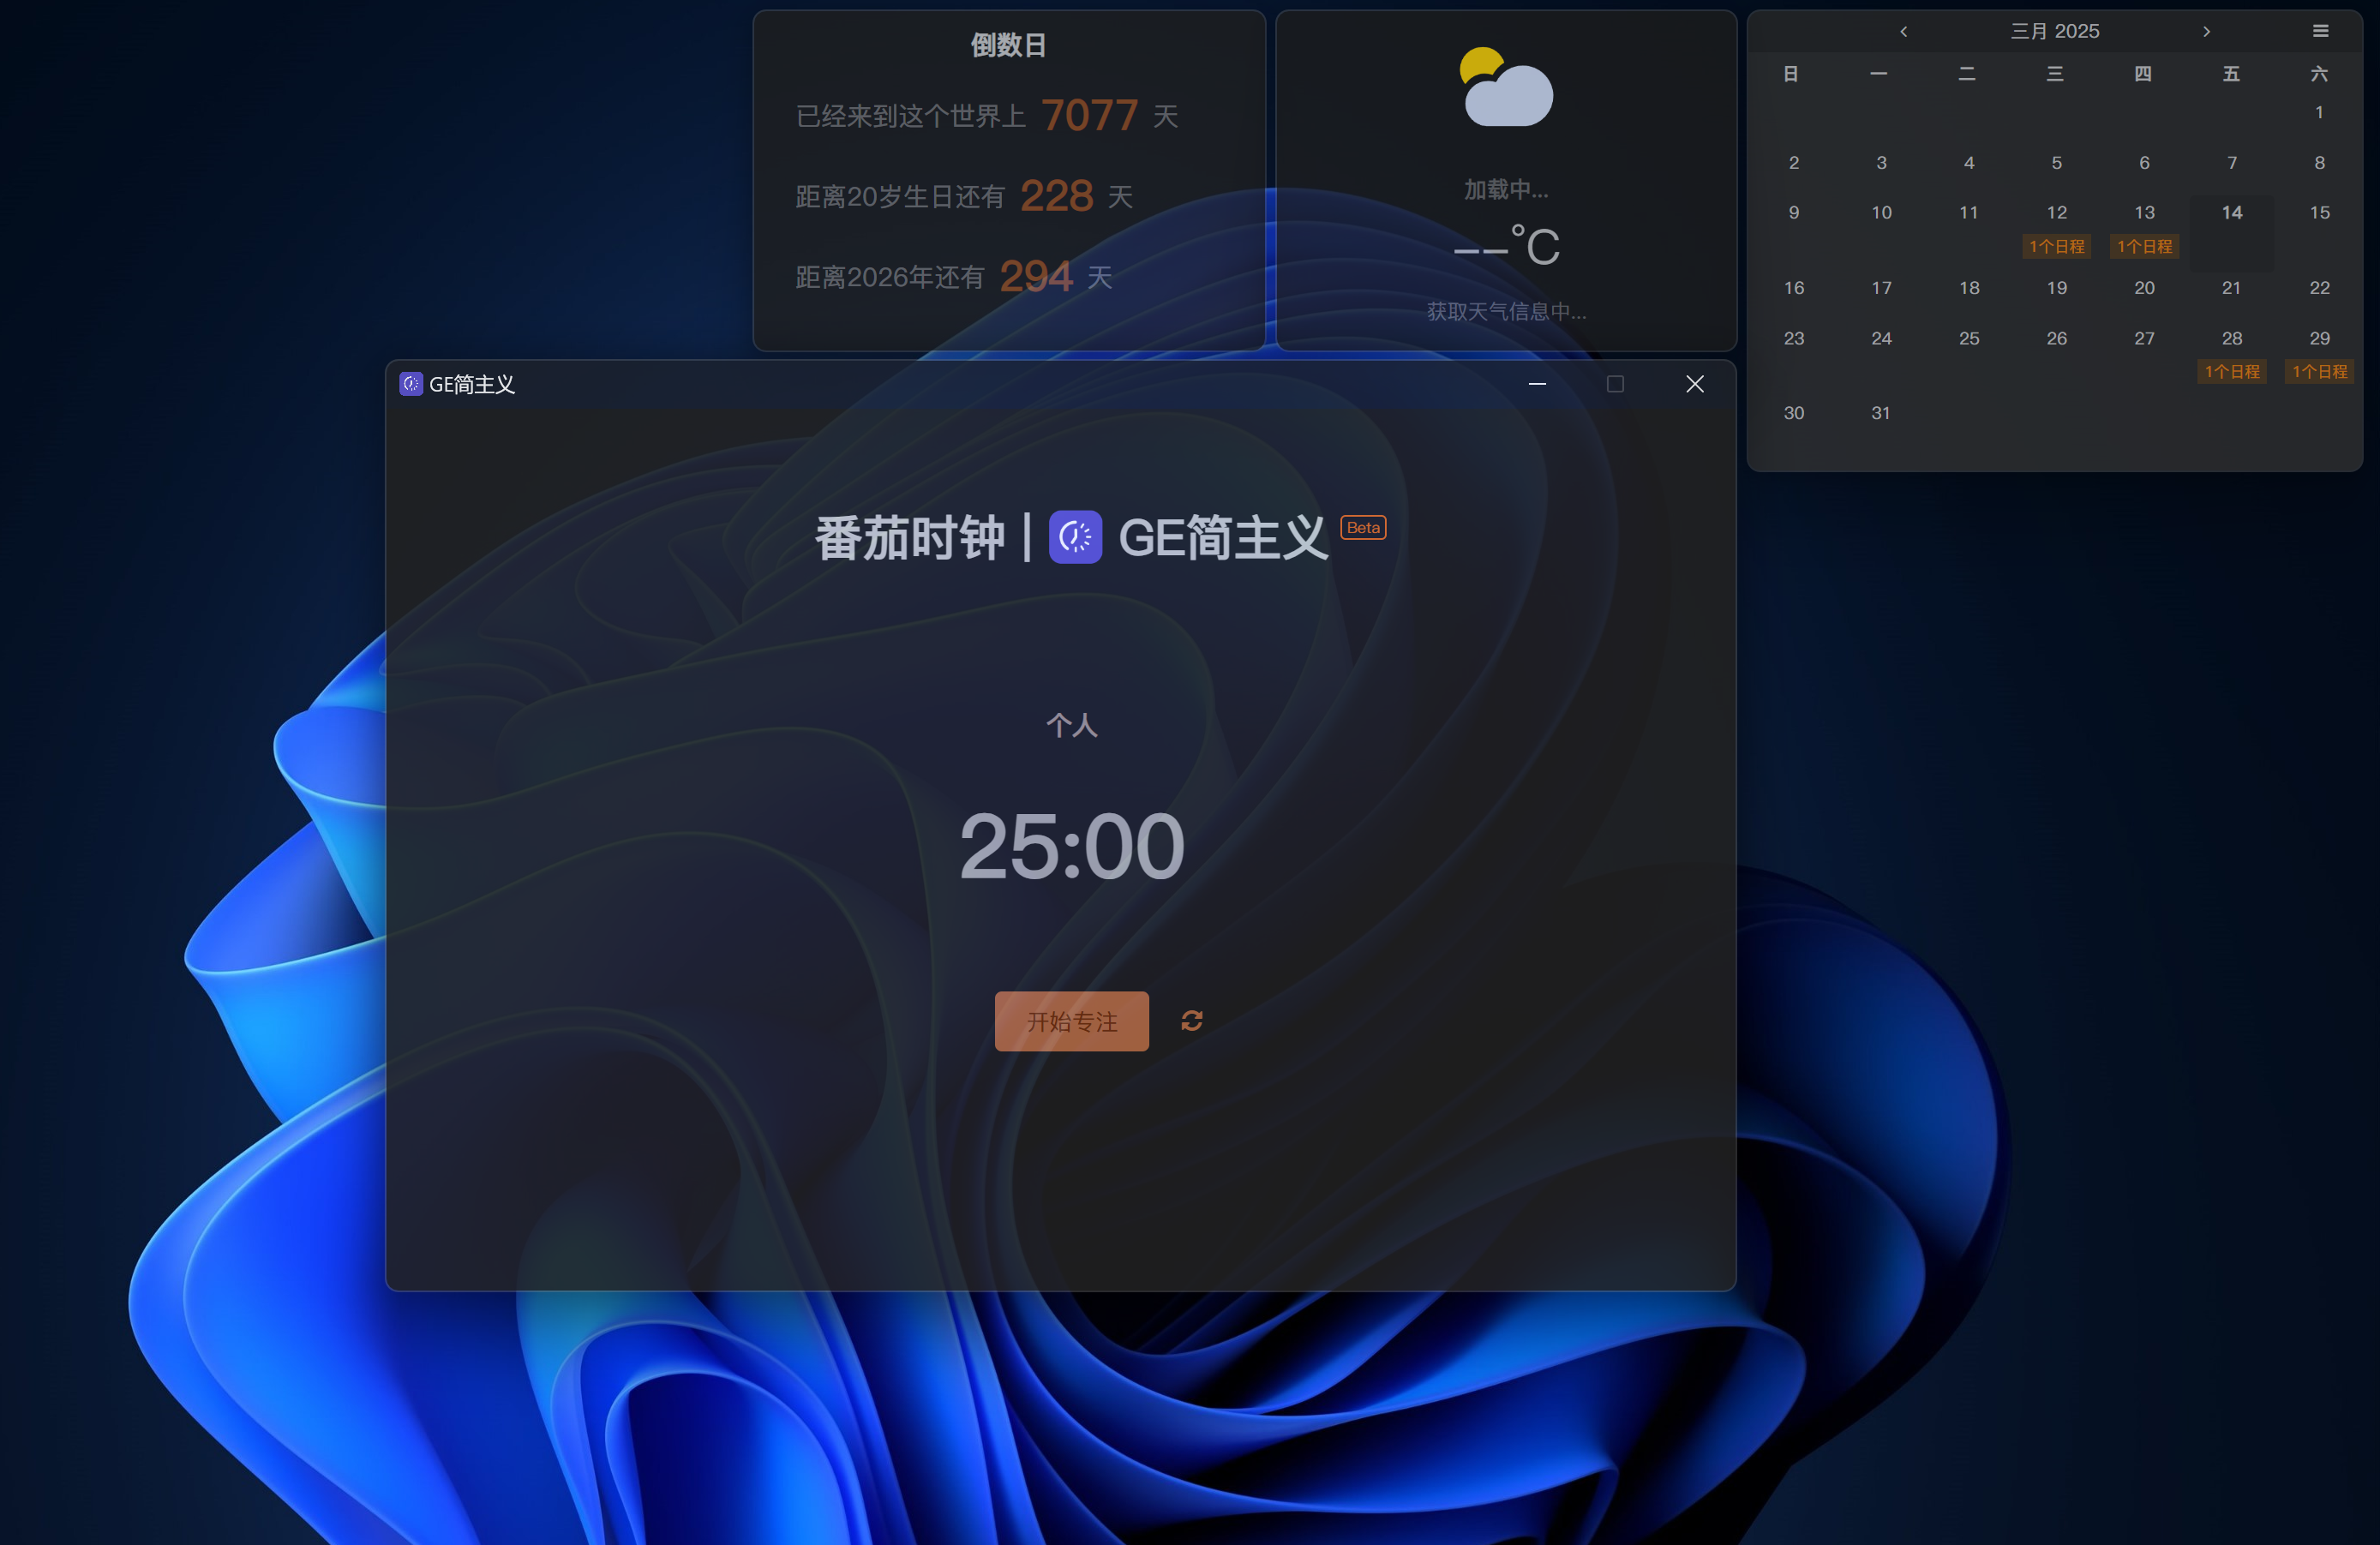 倒数日
已经来到这个世界上 7077 天
距离20岁生日还有 228 天
距离2026年还有 294 天
加载中...
--°C
获取天气信息中...
三月 2025
日 一 二 三 四 五 六
1
2 3 4 5 6 7 8
9 10 11 12 13 14 15
1个日程 1个日程
16 17 18 19 20 21 22
23 24 25 26 27 28 29
1个日程 1个日程
30 31
GE简主义
番茄时钟 | GE简主义 Beta
个人
25:00
开始专注